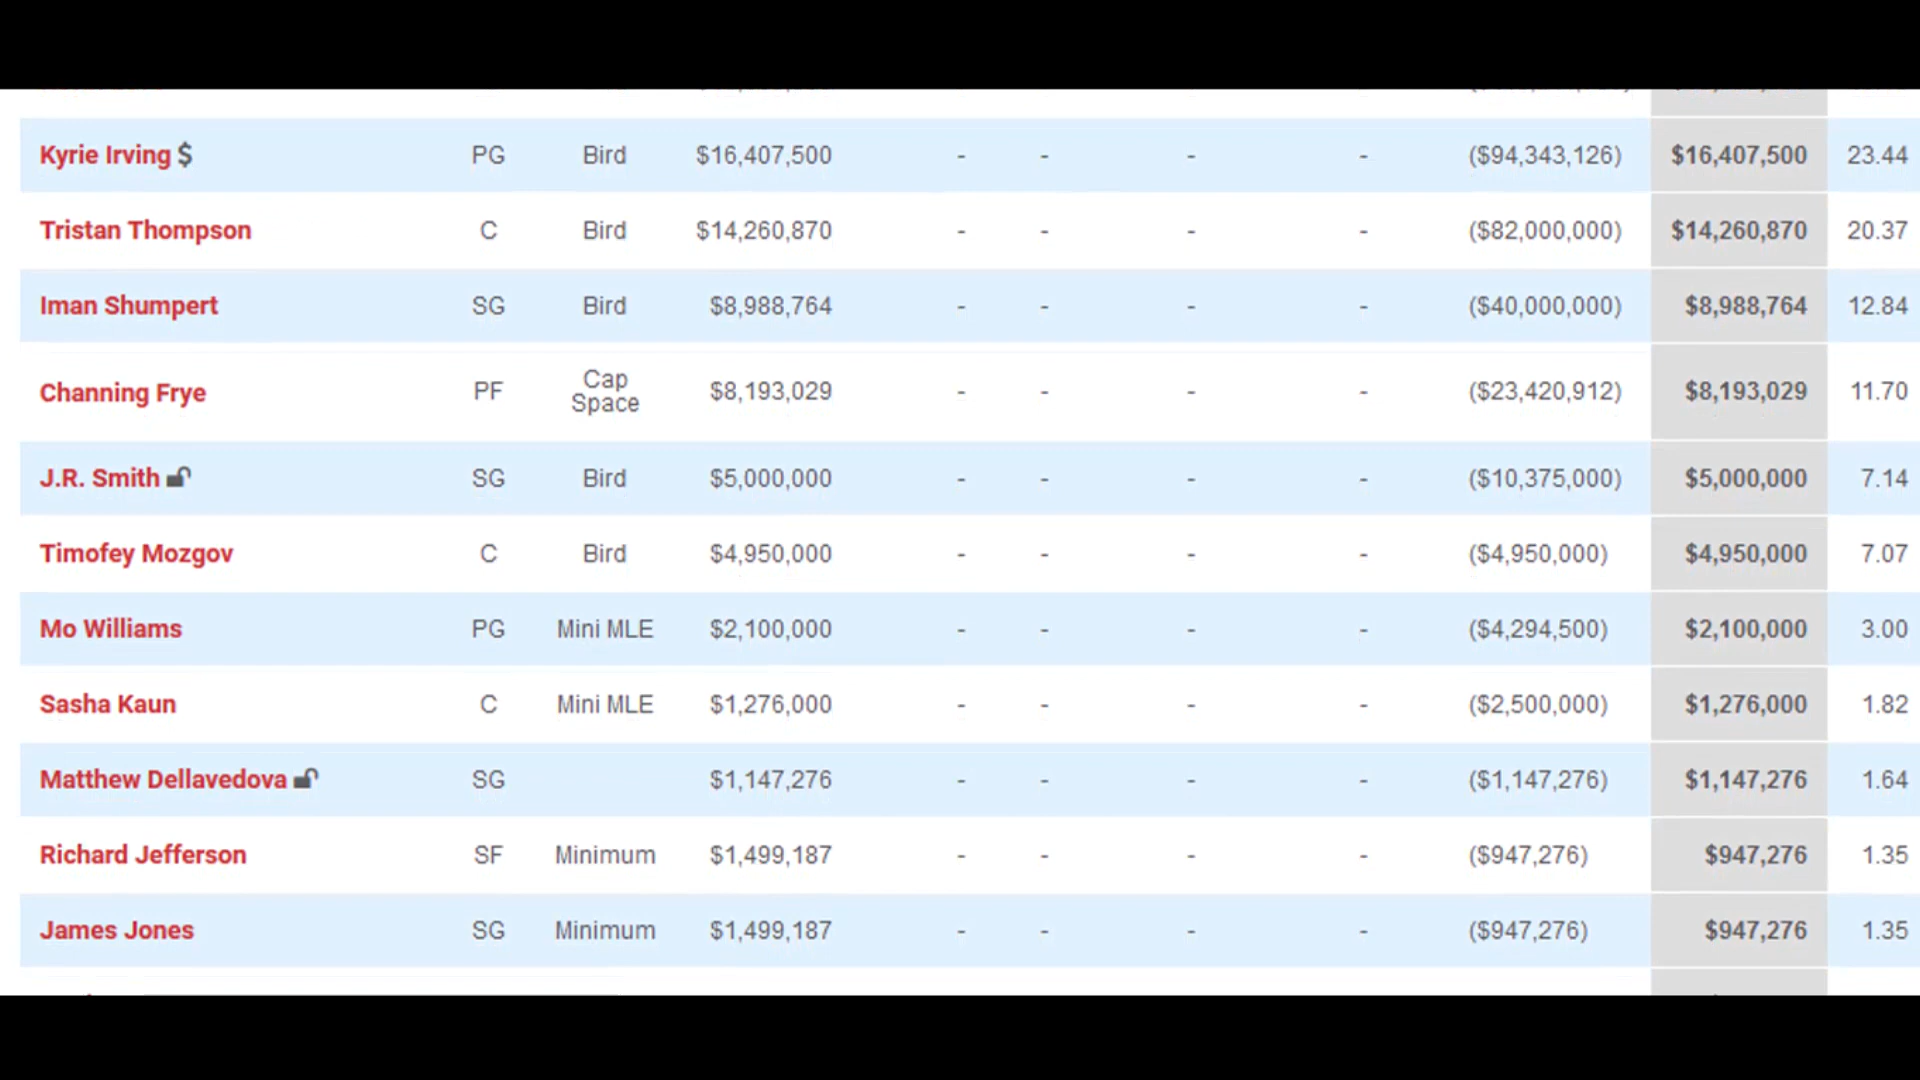 Kyrie Irving $ PG Bird $16,407,500 - - - - ($94,343,126) $16,407,500 23.44
Tristan Thompson C Bird $14,260,870 - - - - ($82,000,000) $14,260,870 20.37
Iman Shumpert SG Bird $8,988,764 - - - - ($40,000,000) $8,988,764 12.84
Channing Frye PF Cap Space $8,193,029 - - - - ($23,420,912) $8,193,029 11.70
J.R. Smith SG Bird $5,000,000 - - - - ($10,375,000) $5,000,000 7.14
Timofey Mozgov C Bird $4,950,000 - - - - ($4,950,000) $4,950,000 7.07
Mo Williams PG Mini MLE $2,100,000 - - - - ($4,294,500) $2,100,000 3.00
Sasha Kaun C Mini MLE $1,276,000 - - - - ($2,500,000) $1,276,000 1.82
Matthew Dellavedova SG $1,147,276 - - - - ($1,147,276) $1,147,276 1.64
Richard Jefferson SF Minimum $1,499,187 - - - - ($947,276) $947,276 1.35
James Jones SG Minimum $1,499,187 - - - - ($947,276) $947,276 1.35